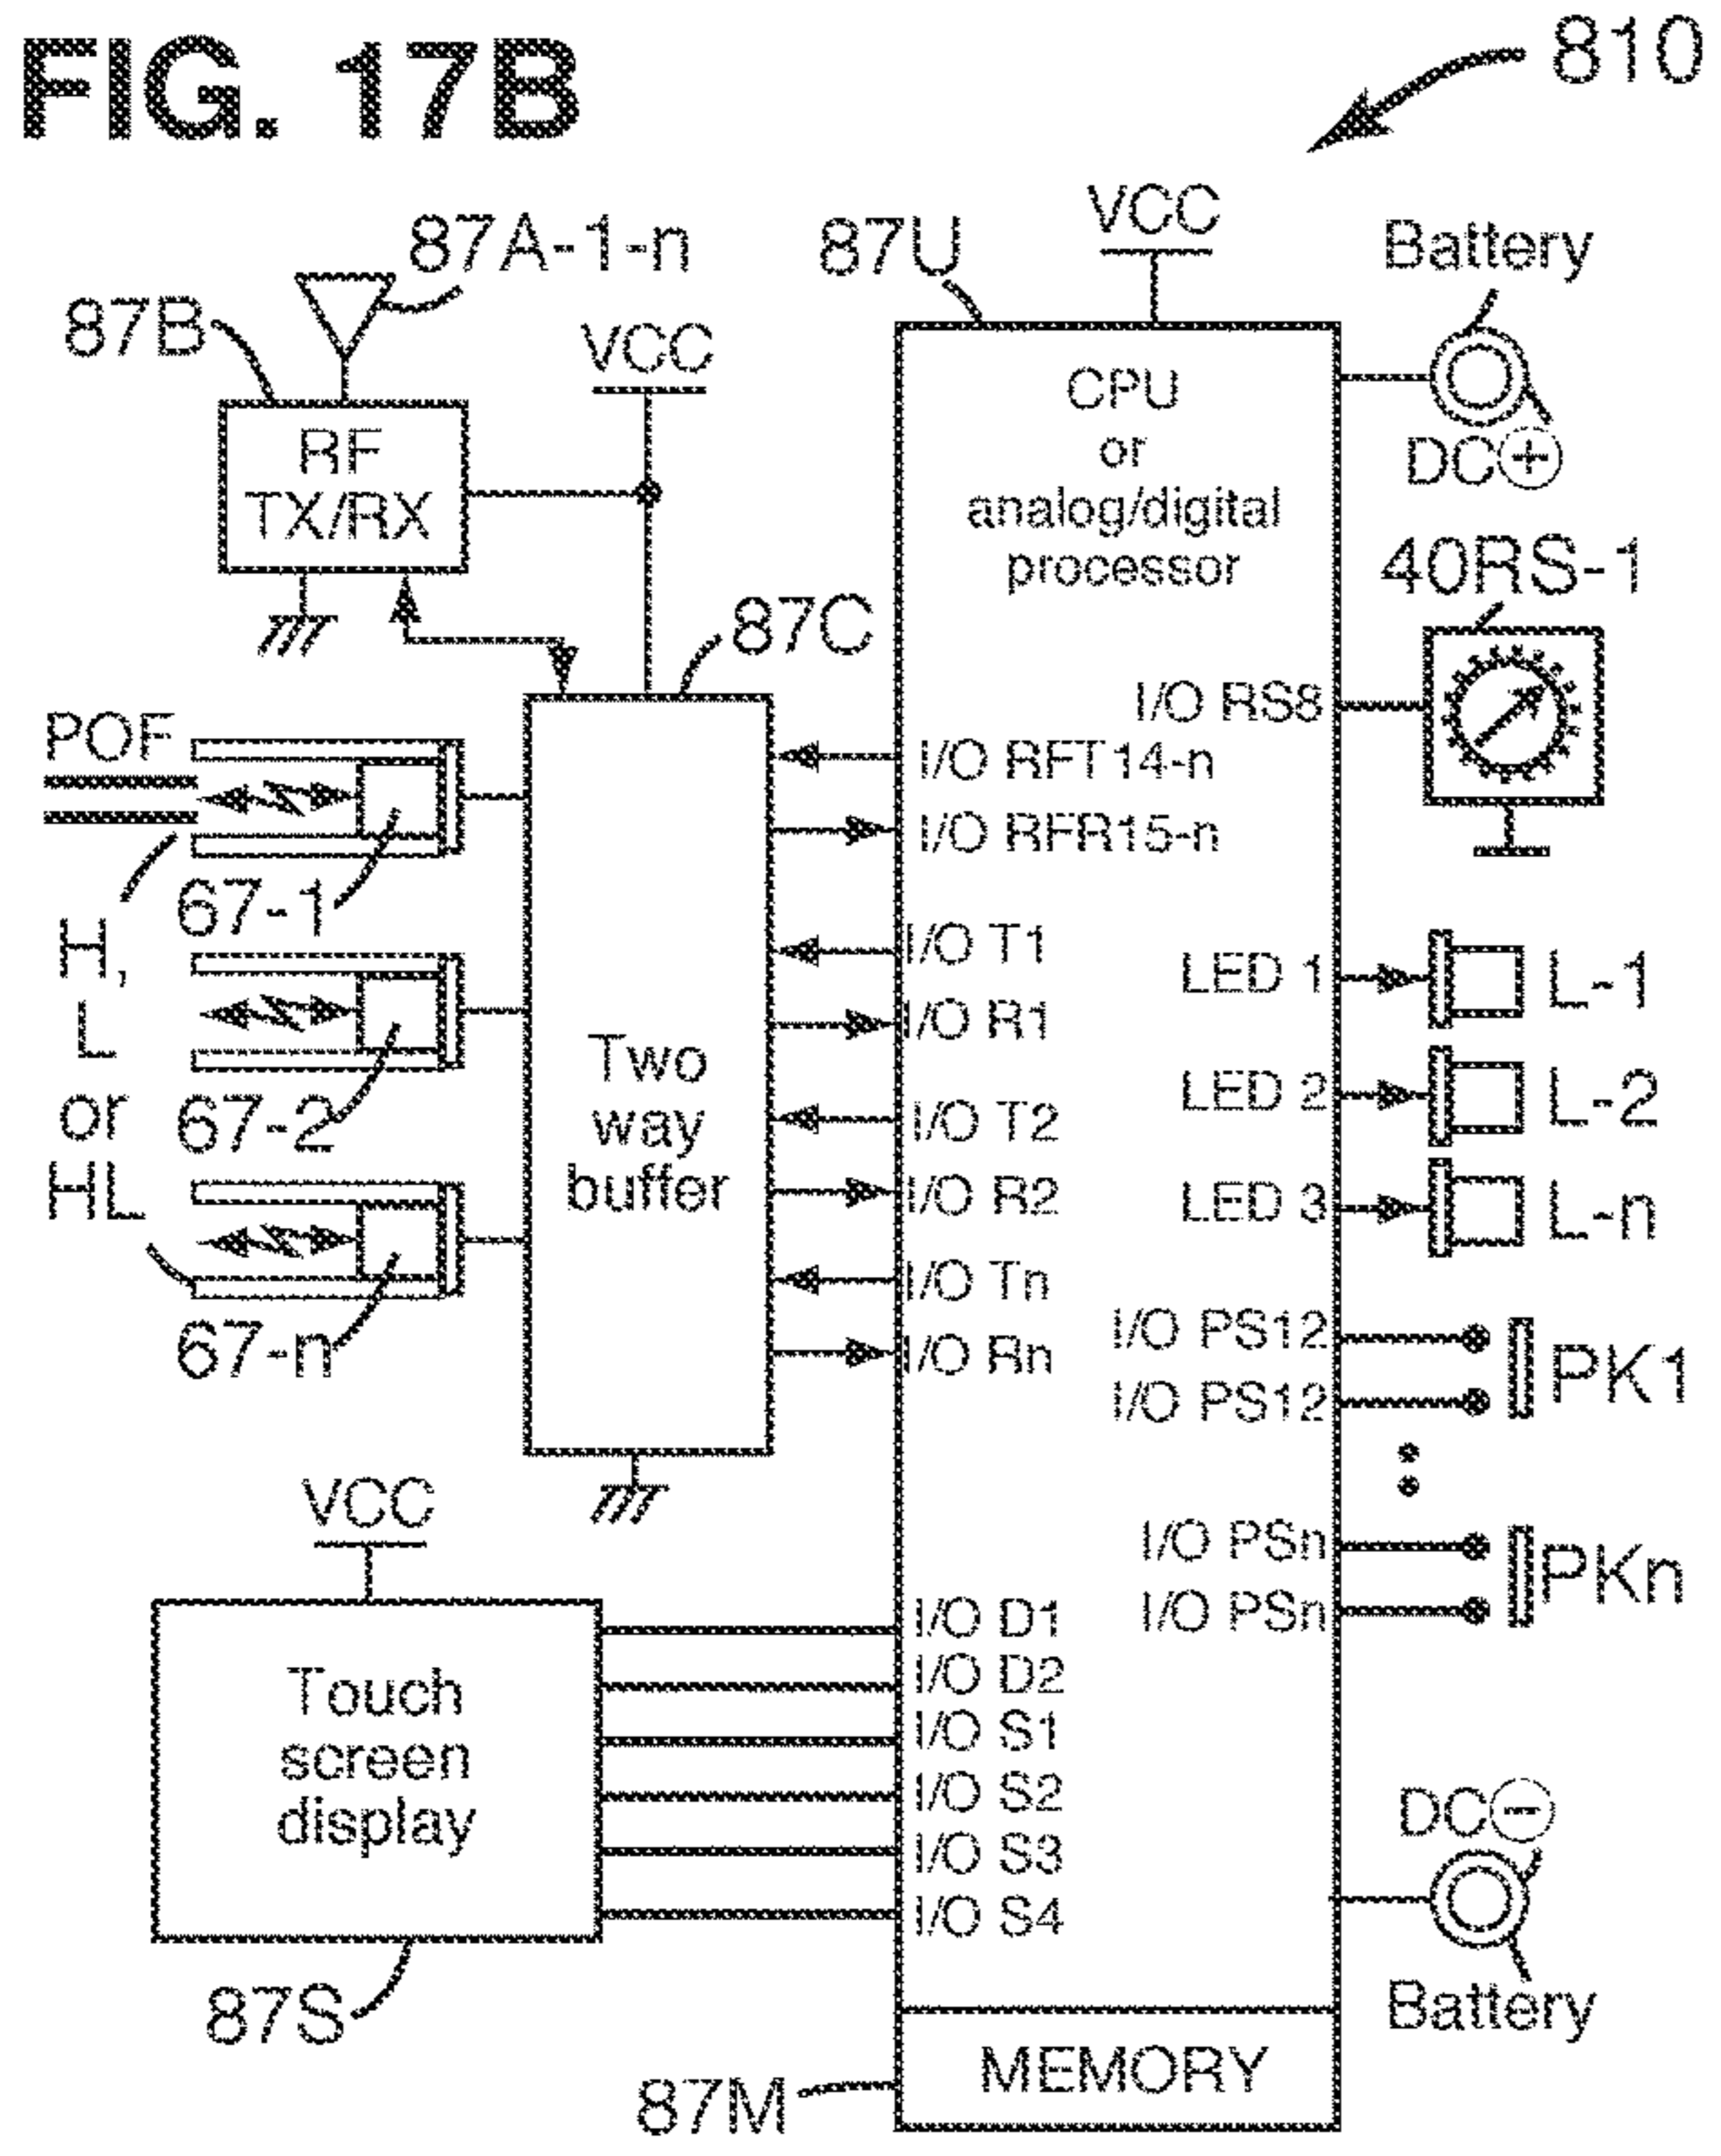 FIG. 17B
810
87A-1-n
87U
VCC
Battery
87B
VCC
RF
TX/RX
CPU
or
analog/digital
processor
DC+
40RS-1
87C
I/O RS8
POF
I/O RFT14-n
I/O RFR15-n
67-1
H,
L
or
HL
67-2
67-n
Two
way
buffer
I/O T1
I/O R1
I/O T2
I/O R2
I/O Tn
I/O Rn
LED 1
L-1
LED 2
L-2
LED 3
L-n
I/O PS12
I/O PS12
PK1
I/O PSn
I/O PSn
PKn
VCC
Touch
screen
display
I/O D1
I/O D2
I/O S1
I/O S2
I/O S3
I/O S4
DC−
Battery
87S
MEMORY
87M